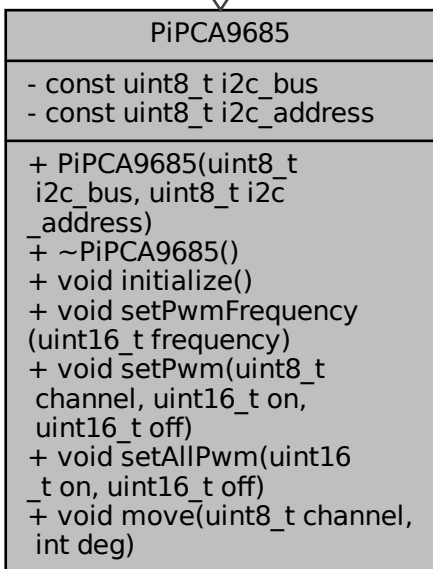 PiPCA9685
- const uint8_t i2c_bus
- const uint8_t i2c_address
+ PiPCA9685(uint8_t
i2c_bus, uint8_t i2c
_address)
+ ~PiPCA9685()
+ void initialize()
+ void setPwmFrequency
(uint16_t frequency)
+ void setPwm(uint8_t
channel, uint16_t on,
uint16_t off)
+ void setAllPwm(uint16
_t on, uint16_t off)
+ void move(uint8_t channel,
int deg)